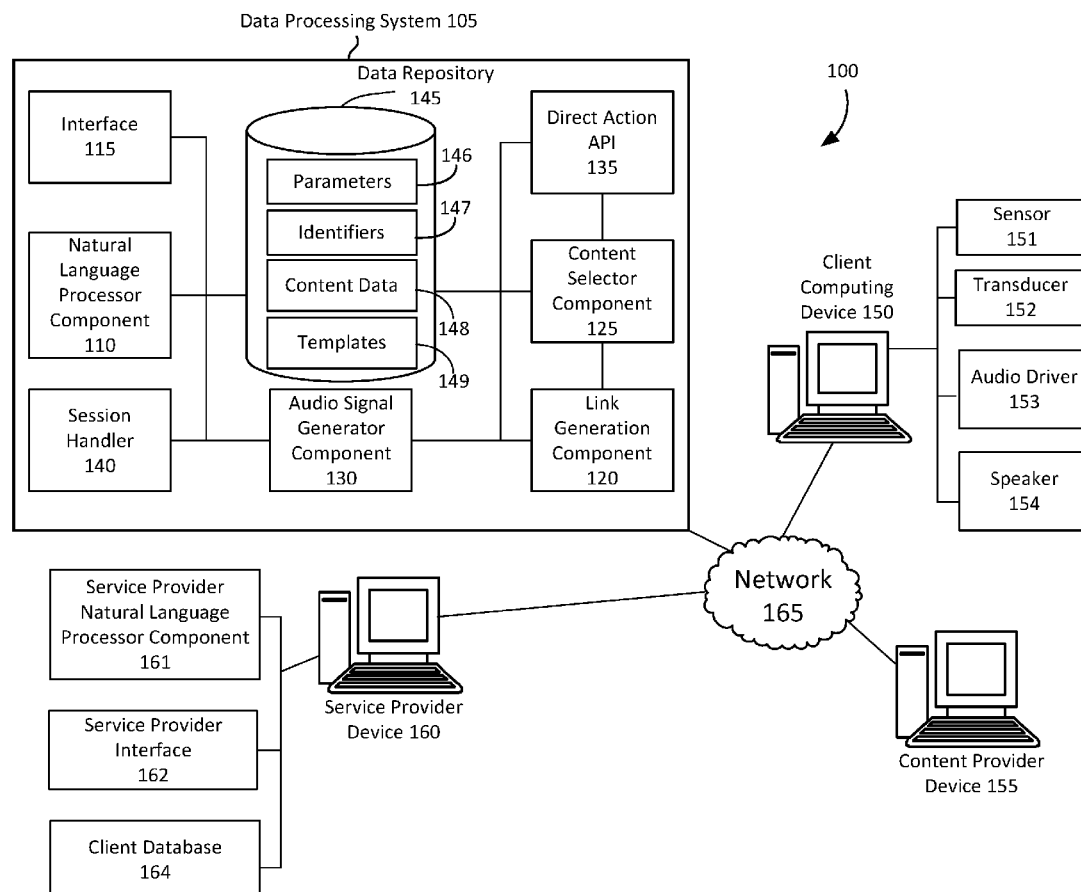 Data Processing System 105
Data Repository
145
100
Interface
115
146
Parameters
147
Identifiers
Content Data
148
Templates
149
Direct Action
API
135
Natural
Language
Processor
Component
110
Content
Selector
Component
125
Session
Handler
140
Audio Signal
Generator
Component
130
Link
Generation
Component
120
Client
Computing
Device 150
Sensor
151
Transducer
152
Audio Driver
153
Speaker
154
Network
165
Service Provider
Natural Language
Processor Component
161
Service Provider
Interface
162
Client Database
164
Service Provider
Device 160
Content Provider
Device 155